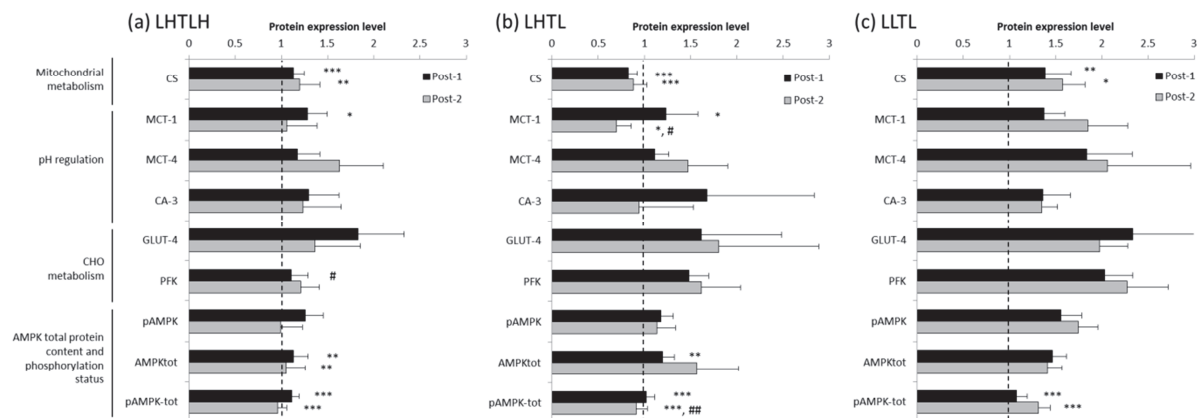 (a) LHTLH
Protein expression level
0 0.5 1 1.5 2 2.5 3
Mitochondrial
metabolism
pH regulation
CHO
metabolism
AMPK total protein
content and
phosphorylation
status
CS
***
**
MCT-1
*
MCT-4
CA-3
GLUT-4
PFK
#
pAMPK
AMPKtot
**
**
pAMPK-tot
***
***
Post-1
Post-2
(b) LHTL
Protein expression level
0 0.5 1 1.5 2 2.5 3
CS
***
***
MCT-1
*
*, #
MCT-4
CA-3
GLUT-4
PFK
pAMPK
AMPKtot
**
pAMPK-tot
***
***, ##
Post-1
Post-2
(c) LLTL
Protein expression level
0 0.5 1 1.5 2 2.5 3
CS
**
*
MCT-1
MCT-4
CA-3
GLUT-4
PFK
pAMPK
AMPKtot
pAMPK-tot
***
***
Post-1
Post-2